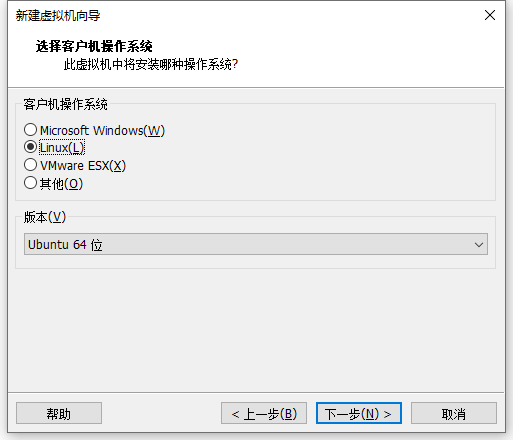 新建虚拟机向导
选择客户机操作系统
此虚拟机中将安装哪种操作系统?
客户机操作系统
Microsoft Windows(W)
Linux(L)
VMware ESX(X)
其他(O)
版本(V)
Ubuntu 64 位
帮助
< 上一步(B)
下一步(N) >
取消